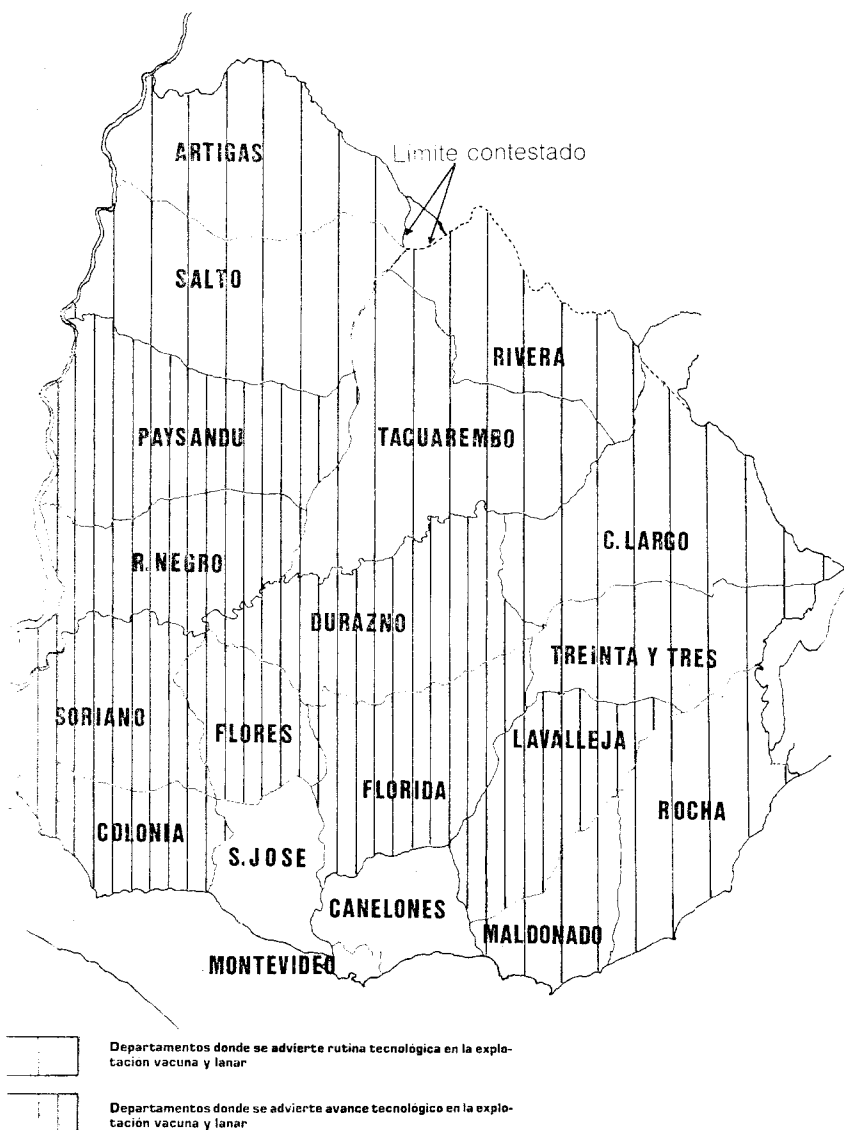 ARTIGAS
Límite contestado
SALTO
RIVERA
PAYSANDU
TACUAREMBO
R. NEGRO
C. LARGO
DURAZNO
TREINTA Y TRES
SORIANO
FLORES
LAVALLEJA
FLORIDA
ROCHA
COLONIA
S. JOSE
CANELONES
MALDONADO
MONTEVIDEO
Departamentos donde se advierte rutina tecnológica en la explo-
tación vacuna y lanar
Departamentos donde se advierte avance tecnológico en la explo-
tación vacuna y lanar